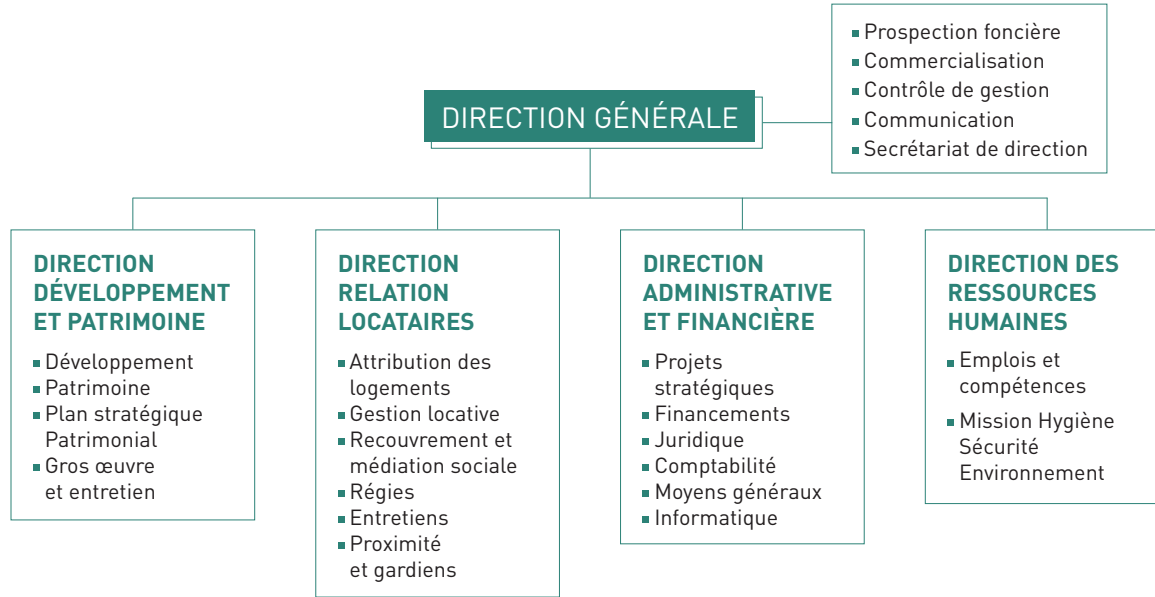 DIRECTION GÉNÉRALE
Prospection foncière
Commercialisation
Contrôle de gestion
Communication
Secrétariat de direction
DIRECTION
DÉVELOPPEMENT
ET PATRIMOINE
Développement
Patrimoine
Plan stratégique
Patrimonial
Gros œuvre
et entretien
DIRECTION
RELATION
LOCATAIRES
Attribution des
logements
Gestion locative
Recouvrement et
médiation sociale
Régies
Entretiens
Proximité
et gardiens
DIRECTION
ADMINISTRATIVE
ET FINANCIÈRE
Projets
stratégiques
Financements
Juridique
Comptabilité
Moyens généraux
Informatique
DIRECTION DES
RESSOURCES
HUMAINES
Emplois et
compétences
Mission Hygiène
Sécurité
Environnement